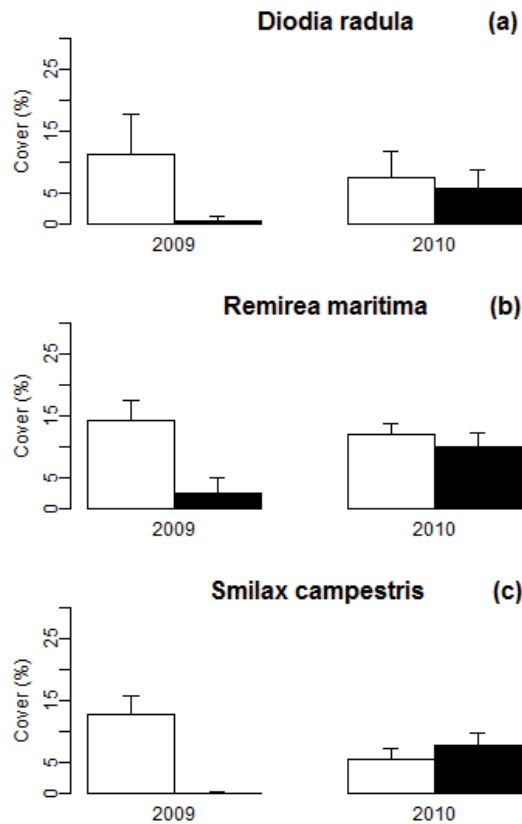 Diodia radula (a)
Cover (%)
0 5 15 25
2009 2010
Remirea maritima (b)
Cover (%)
0 5 15 25
2009 2010
Smilax campestris (c)
Cover (%)
0 5 15 25
2009 2010